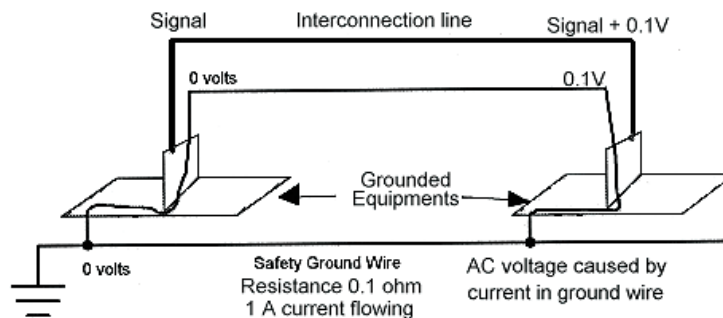 Signal
Interconnection line
Signal + 0.1V
0 volts
0.1V
Grounded
Equipments
0 volts
Safety Ground Wire
Resistance 0.1 ohm
1 A current flowing
AC voltage caused by
current in ground wire